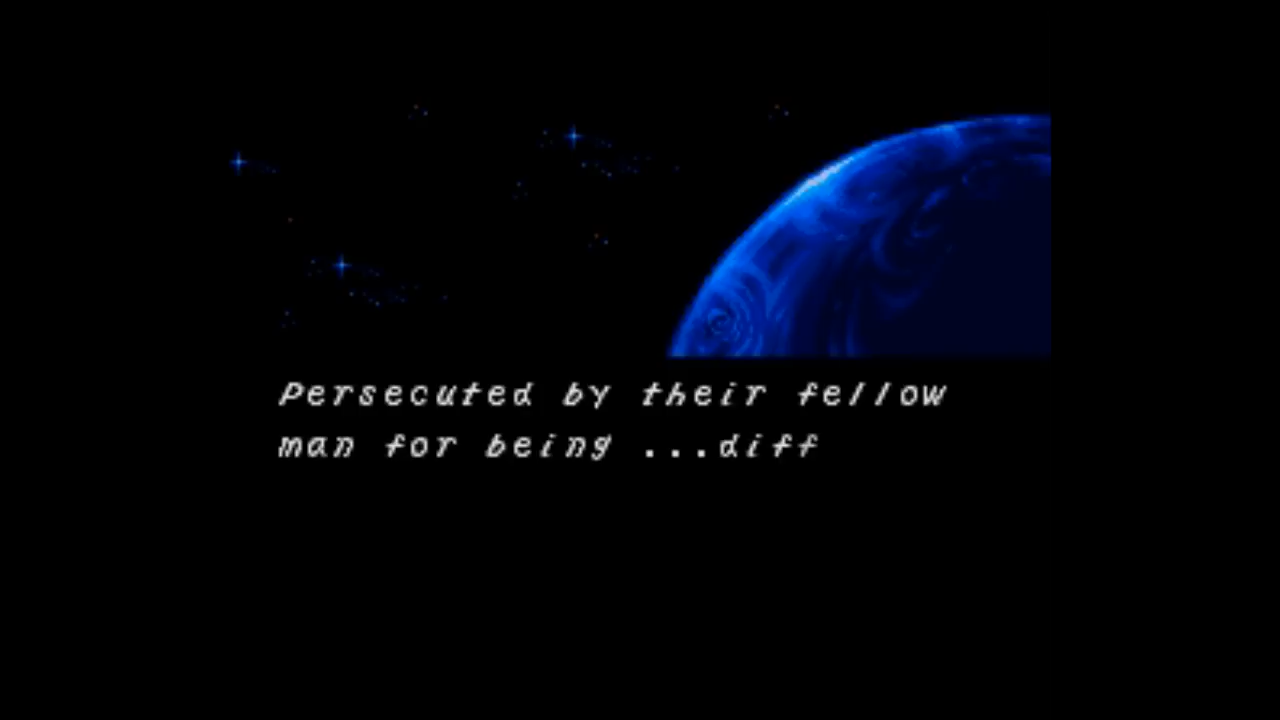 Persecuted by their fellow
man for being ...diff